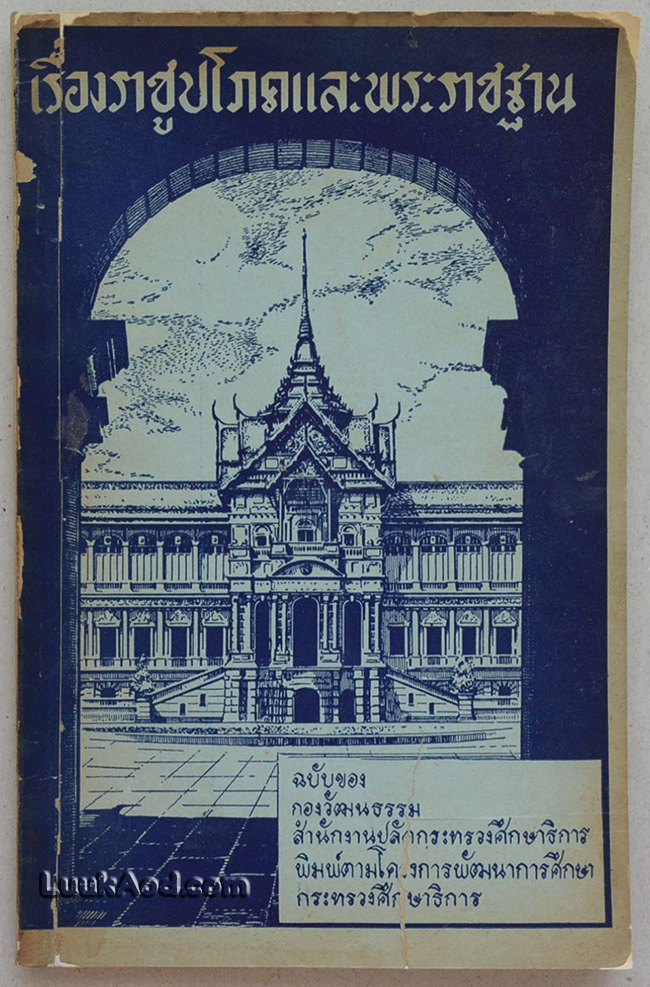 เรื่องราชูปโภคและพระราชฐาน
ฉบับของ
กองวัฒนธรรม
สำนักงานปลัดกระทรวงศึกษาธิการ
พิมพ์ตามโครงการพัฒนาการศึกษา
กระทรวงศึกษาธิการ
LuukAod.com